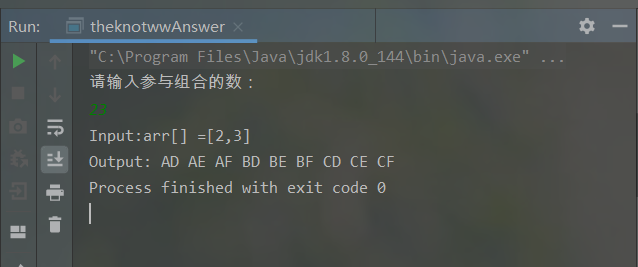 Run: theknotwwAnswer ×
"C:\Program Files\Java\jdk1.8.0_144\bin\java.exe" ...
请输入参与组合的数：
23
Input:arr[] =[2,3]
Output: AD AE AF BD BE BF CD CE CF
Process finished with exit code 0